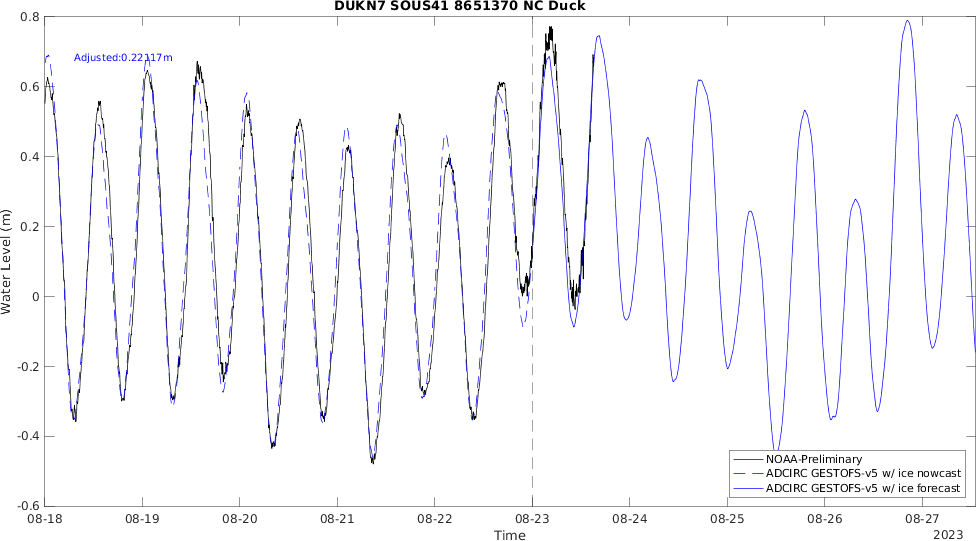 DUKN7 SOUS41 8651370 NC Duck
Adjusted:0.22117m
Water Level (m)
0.8
0.6
0.4
0.2
0
-0.2
-0.4
-0.6
NOAA-Preliminary
ADCIRC GESTOFS-v5 w/ ice nowcast
ADCIRC GESTOFS-v5 w/ ice forecast
08-18 08-19 08-20 08-21 08-22 08-23 08-24 08-25 08-26 08-27
Time
2023